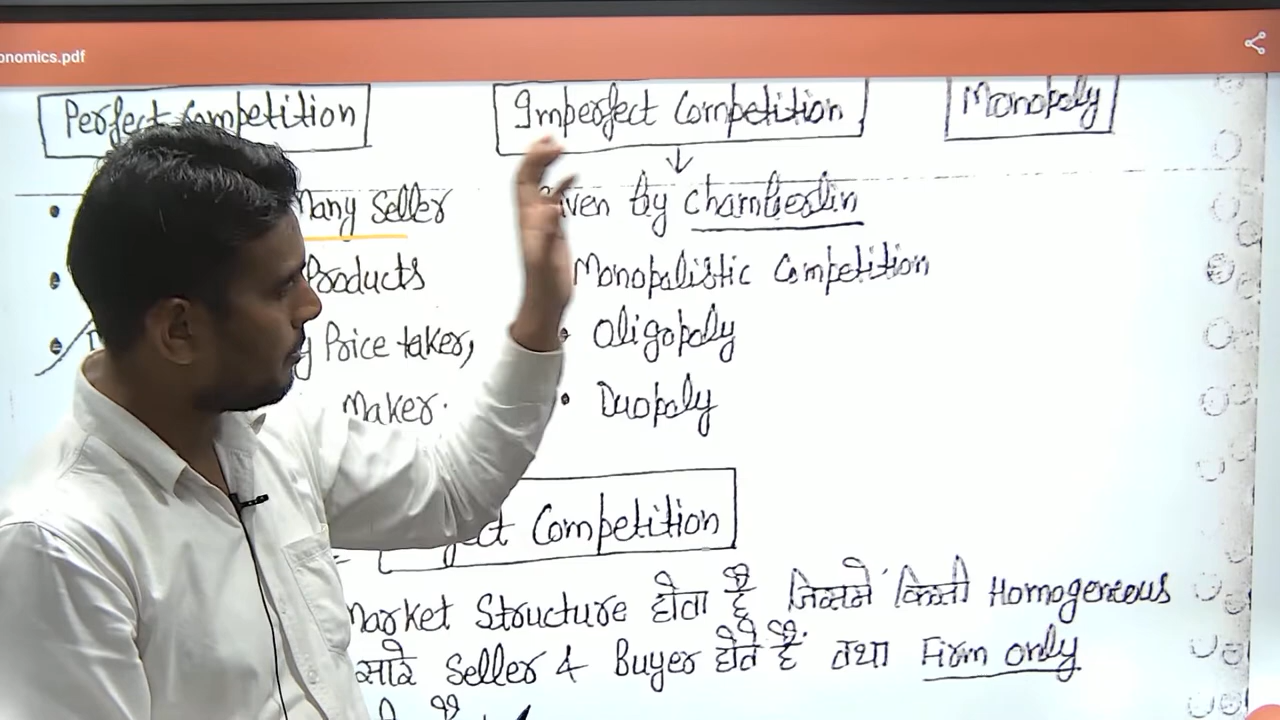 onomics.pdf
Perfect Competition
Imperfect Competition
Monopoly
Many Seller
Given by Chamberlin
Products
Monopalistic Competition
Price taker,
Oligopoly
Maker.
Duopoly
Competition
Market Structure होता है जिसमे किसी Homogeneous
सारे Seller & Buyer होते है. तथा Firm only